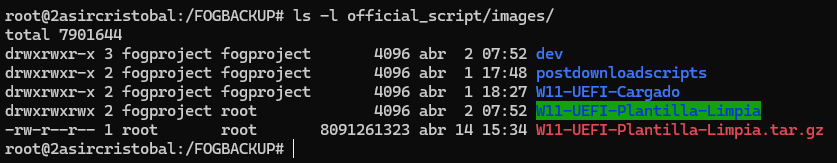 root@2asircristobal:/FOGBACKUP# ls -l official_script/images/
total 7901644
drwxrwxr-x 3 fogproject fogproject       4096 abr  2 07:52 dev
drwxrwxr-x 2 fogproject fogproject       4096 abr  1 17:48 postdownloadscripts
drwxrwxr-x 2 fogproject fogproject       4096 abr  1 18:27 W11-UEFI-Cargado
drwxrwxrwx 2 fogproject root             4096 abr  2 07:52 W11-UEFI-Plantilla-Limpia
-rw-r--r-- 1 root       root       8091261323 abr 14 15:34 W11-UEFI-Plantilla-Limpia.tar.gz
root@2asircristobal:/FOGBACKUP#